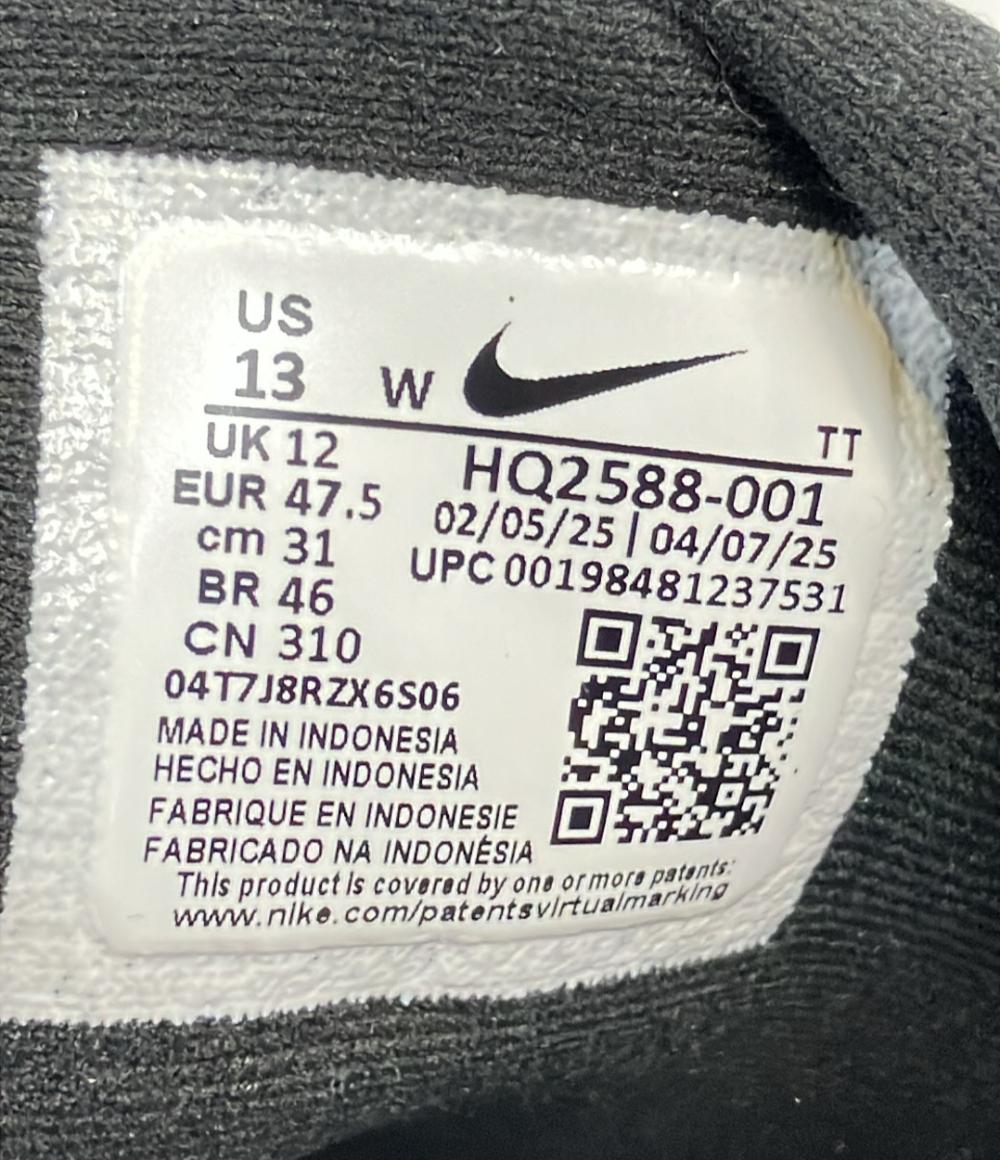 US
13 W
TT
UK 12
EUR 47.5
cm 31
BR 46
CN 310
HQ2588-001
02/05/25 | 04/07/25
UPC 001984812​37531
04T7J8RZX6S06
MADE IN INDONESIA
HECHO EN INDONESIA
FABRIQUE EN INDONESIE
FABRICADO NA INDONÉSIA
This product is covered by one or more patents:
www.nike.com/patentsvirtualmarking